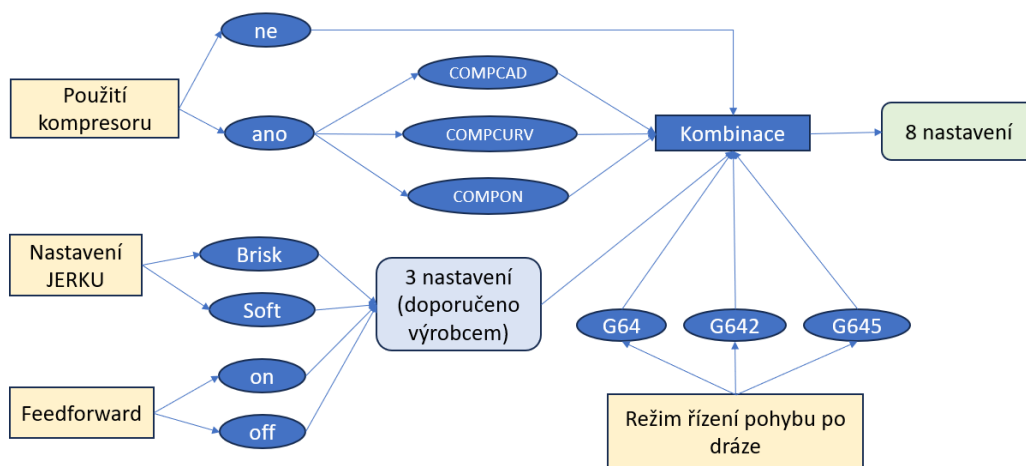 ne
Použití
kompresoru
ano
COMPCAD
COMPCURV
COMPON
Kombinace
8 nastavení
Nastavení
JERKU
Brisk
Soft
3 nastavení
(doporučeno
výrobcem)
Feedforward
on
off
G64
G642
G645
Režim řízení pohybu po
dráze